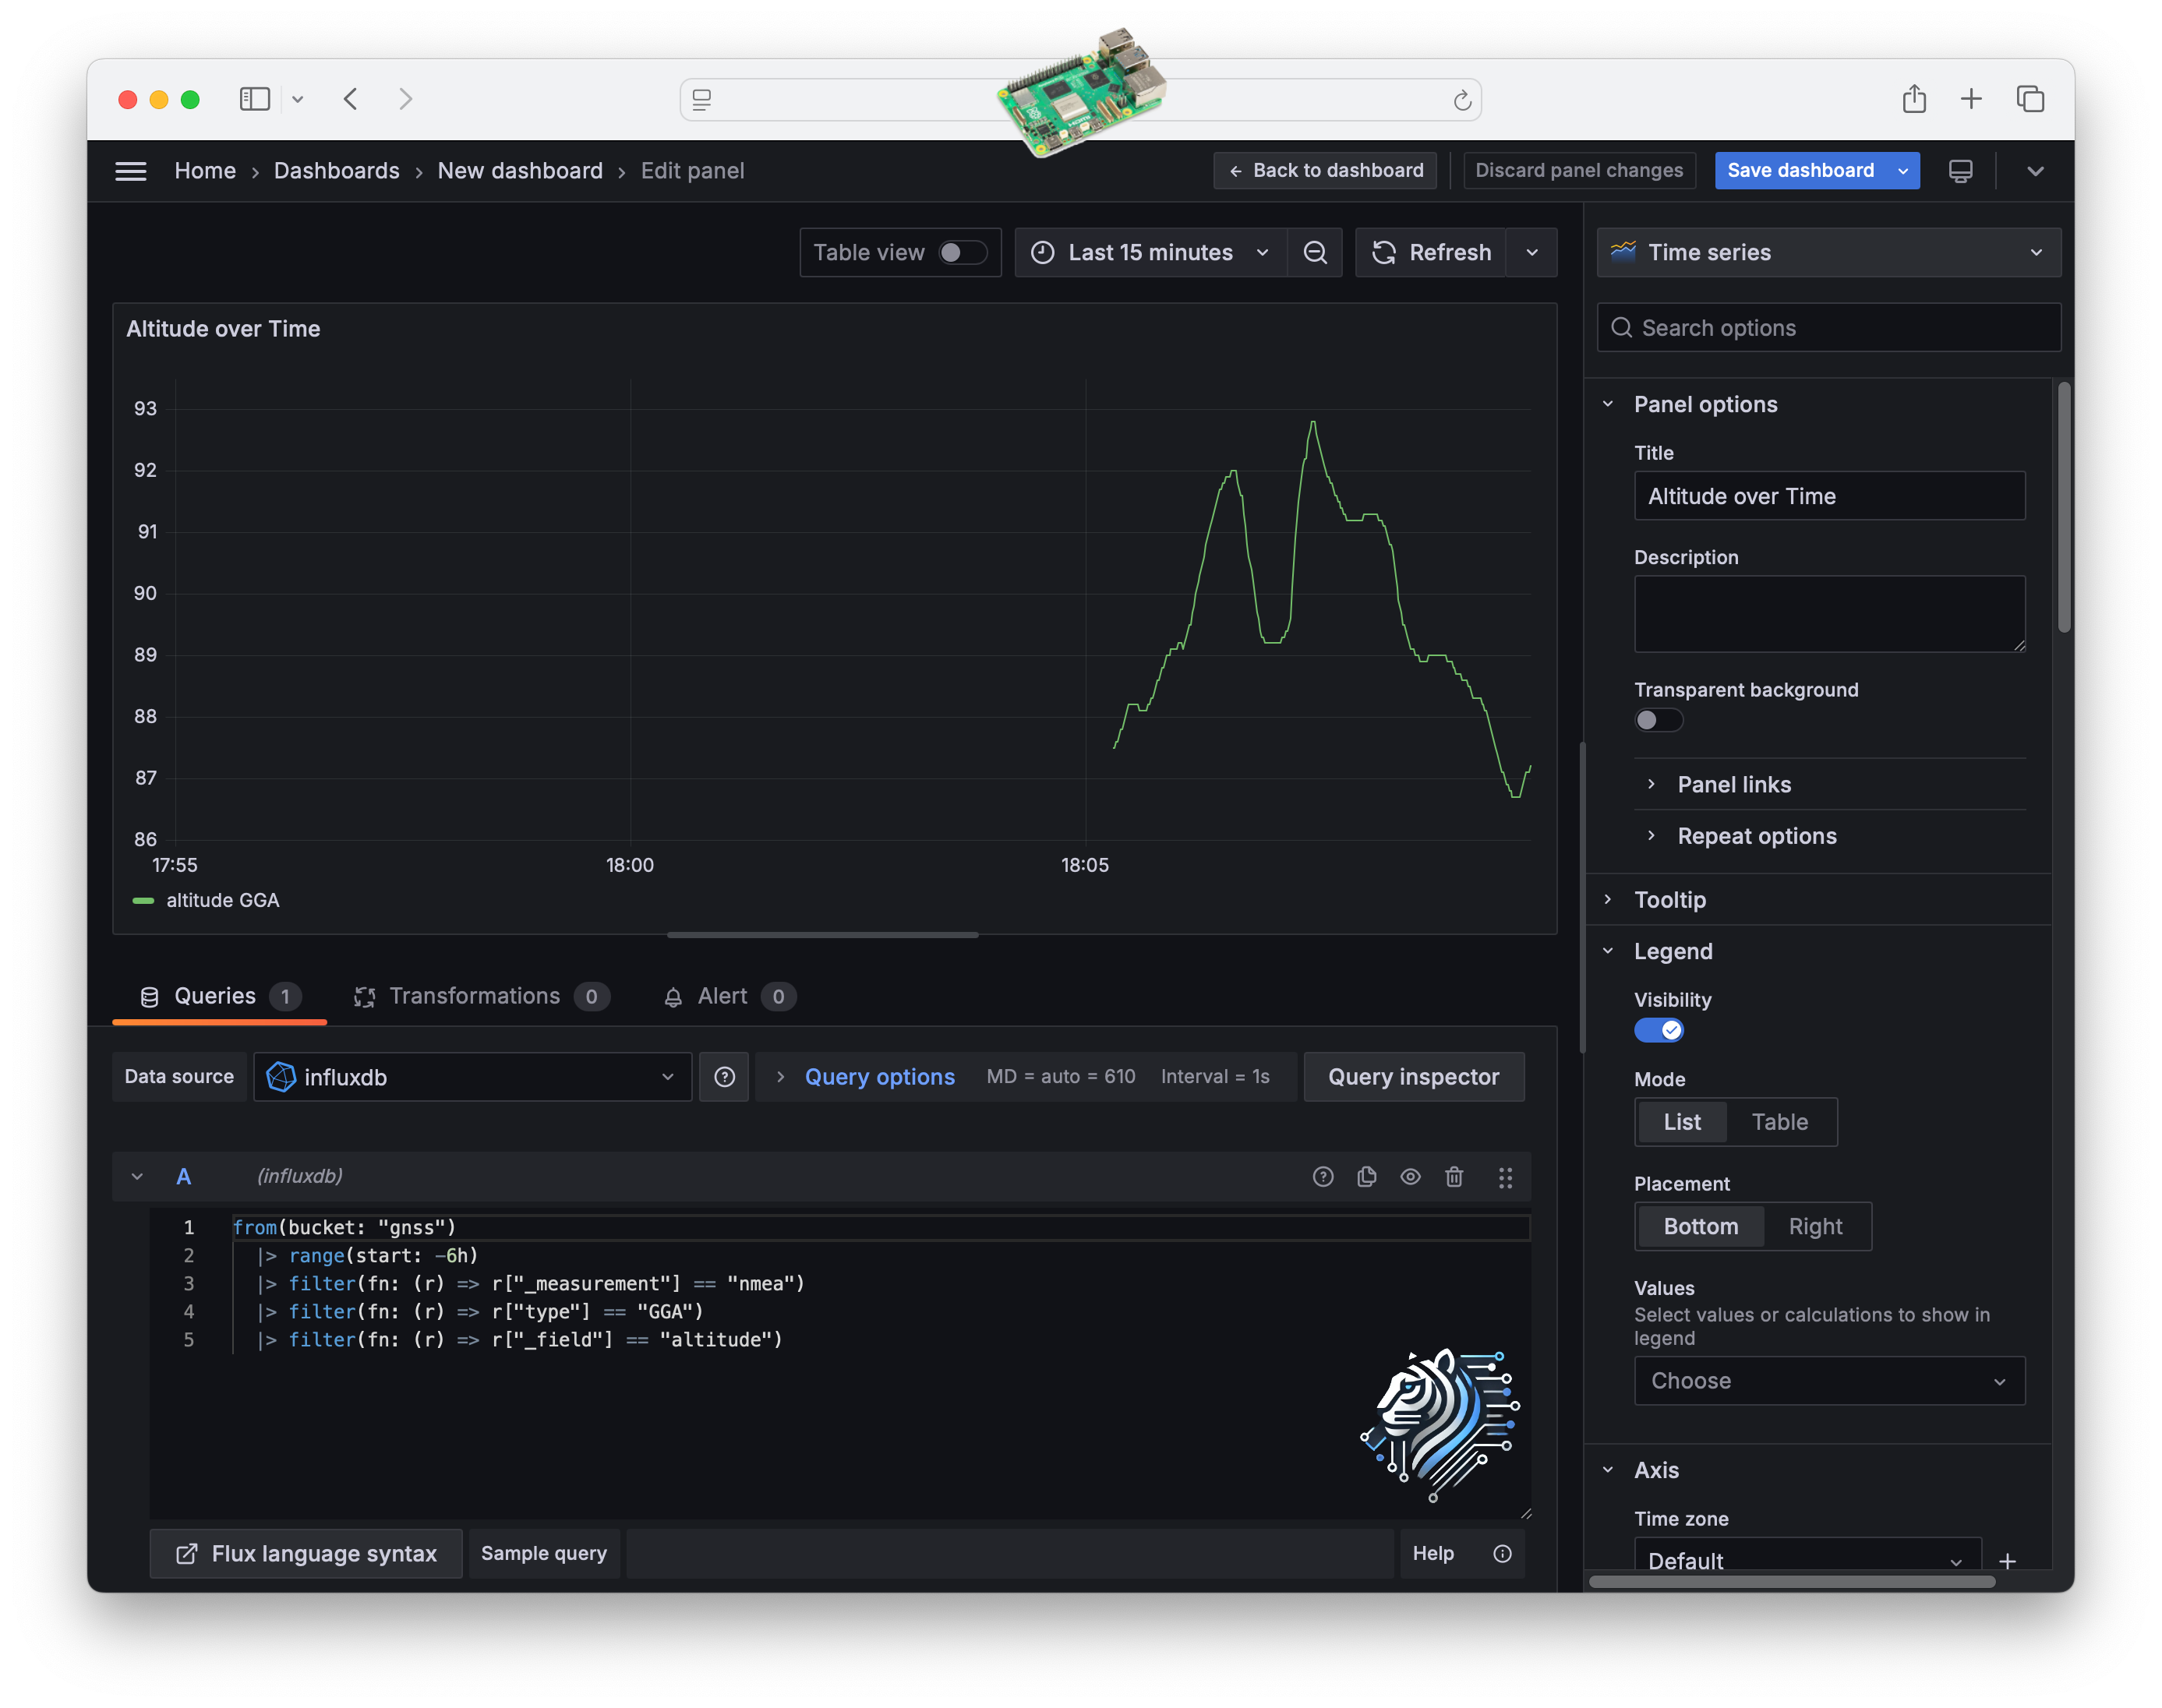 Home › Dashboards › New dashboard › Edit panel
← Back to dashboard
Discard panel changes
Save dashboard
Table view
Last 15 minutes
Refresh
Time series
Search options
Altitude over Time
93
92
91
90
89
88
87
86
17:55 18:00 18:05
altitude GGA
Panel options
Title
Altitude over Time
Description
Transparent background
Panel links
Repeat options
Tooltip
Legend
Visibility
Mode
List Table
Placement
Bottom Right
Values
Select values or calculations to show in
legend
Choose
Axis
Time zone
Default
Queries 1
Transformations 0
Alert 0
Data source
influxdb
Query options MD = auto = 610 Interval = 1s
Query inspector
A (influxdb)
1 from(bucket: "gnss")
2 |> range(start: -6h)
3 |> filter(fn: (r) => r["_measurement"] == "nmea")
4 |> filter(fn: (r) => r["type"] == "GGA")
5 |> filter(fn: (r) => r["_field"] == "altitude")
Flux language syntax
Sample query
Help